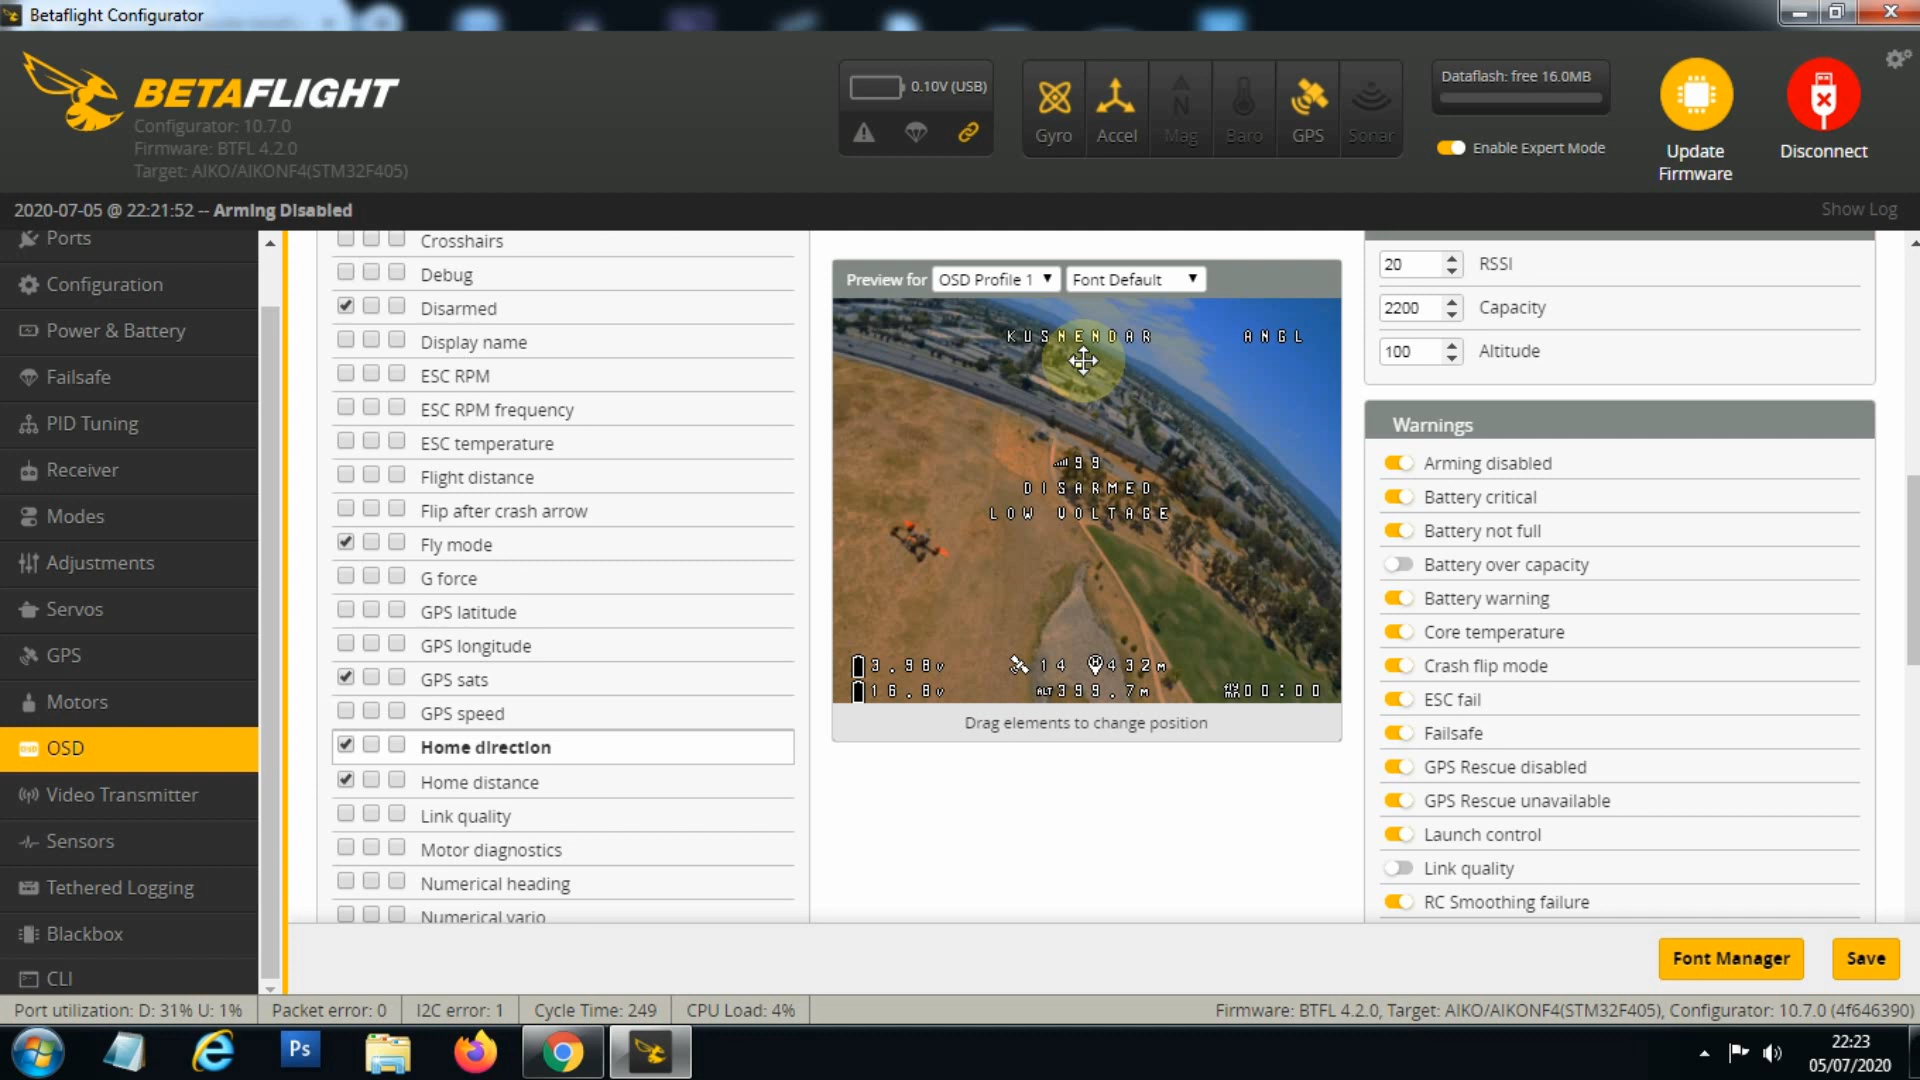 Betaflight Configurator
BETAFLIGHT
Configurator: 10.7.0
Firmware: BTFL 4.2.0
Target: AIKO/AIKONF4(STM32F405)
0.10V (USB)
Gyro
Accel
Mag
Baro
GPS
Sonar
Dataflash: free 16.0MB
Enable Expert Mode
Update
Firmware
Disconnect
2020-07-05 @ 22:21:52 -- Arming Disabled
Show Log
Ports
Configuration
Power & Battery
Failsafe
PID Tuning
Receiver
Modes
Adjustments
Servos
GPS
Motors
OSD OSD
Video Transmitter
Sensors
Tethered Logging
Blackbox
CLI
Crosshairs
Debug
Disarmed
Display name
ESC RPM
ESC RPM frequency
ESC temperature
Flight distance
Flip after crash arrow
Fly mode
G force
GPS latitude
GPS longitude
GPS sats
GPS speed
Home direction
Home distance
Link quality
Motor diagnostics
Numerical heading
Numerical vario
Preview for OSD Profile 1 Font Default
KUSNENDAR ANGL
99
DISARMED
LOW VOLTAGE
3.98V 14 H432M
16.8V ALT399.7M FLY MIN00:00
Drag elements to change position
20 RSSI
2200 Capacity
100 Altitude
Warnings
Arming disabled
Battery critical
Battery not full
Battery over capacity
Battery warning
Core temperature
Crash flip mode
ESC fail
Failsafe
GPS Rescue disabled
GPS Rescue unavailable
Launch control
Link quality
RC Smoothing failure
Font Manager
Save
Port utilization: D: 31% U: 1%
Packet error: 0
I2C error: 1
Cycle Time: 249
CPU Load: 4%
Firmware: BTFL 4.2.0, Target: AIKO/AIKONF4(STM32F405), Configurator: 10.7.0 (4f646390)
Ps
22:23
05/07/2020